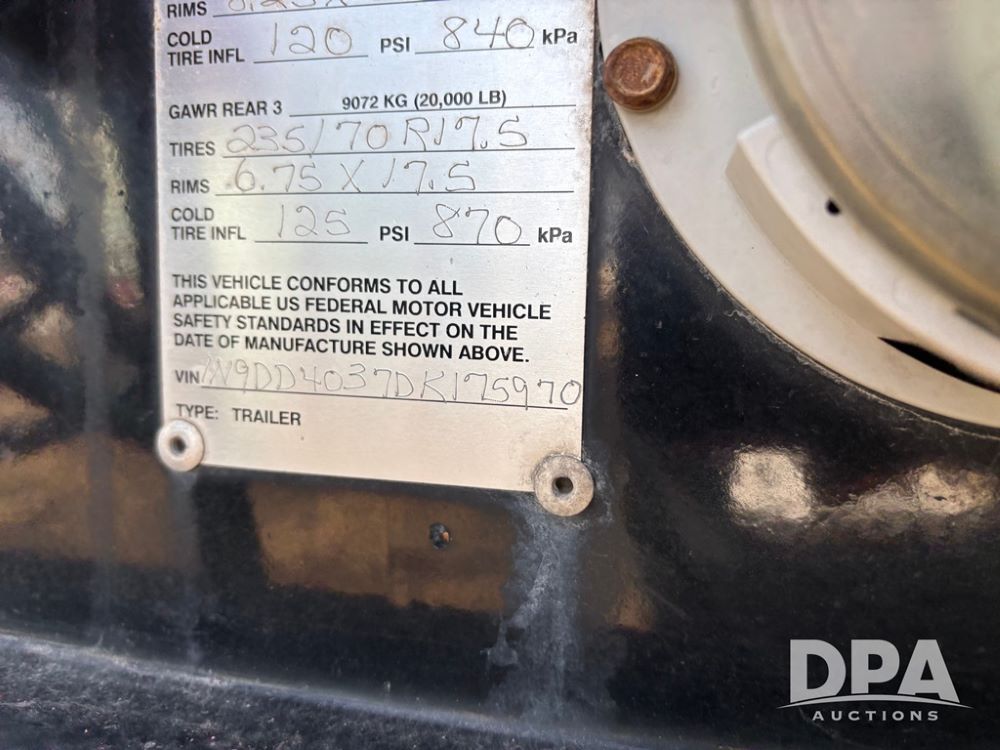 RIMS 8.25 X
COLD
TIRE INFL 120 PSI 840 kPa
GAWR REAR 3 9072 KG (20,000 LB)
TIRES 235/70 R17.5
RIMS 6.75 X 17.5
COLD
TIRE INFL 125 PSI 870 kPa
THIS VEHICLE CONFORMS TO ALL
APPLICABLE US FEDERAL MOTOR VEHICLE
SAFETY STANDARDS IN EFFECT ON THE
DATE OF MANUFACTURE SHOWN ABOVE.
VIN 1W9DD4037DK175970
TYPE: TRAILER
DPA
AUCTIONS